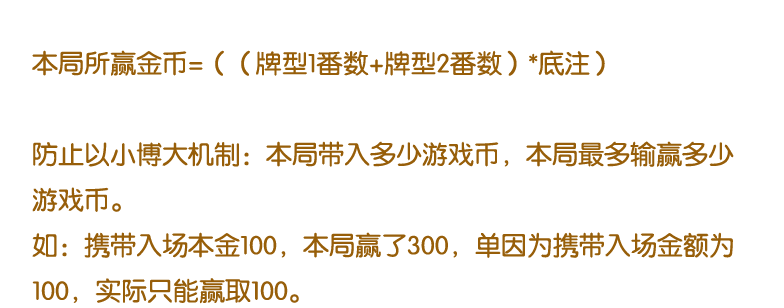 本局所赢金币=（（牌型1番数+牌型2番数）*底注）
防止以小博大机制：本局带入多少游戏币，本局最多输赢多少
游戏币。
如：携带入场本金100，本局赢了300，单因为携带入场金额为
100，实际只能赢取100。